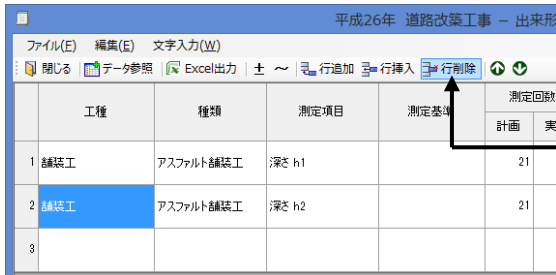 平成26年 道路改築工事 － 出来形
ファイル(F) 編集(E) 文字入力(W)
閉じる データ参照 Excel出力 ± ～ 行追加 行挿入 行削除
工種 種類 測定項目 測定基準 測定回数
計画 実
1 舗装工 アスファルト舗装工 深さ h1 21
2 舗装工 アスファルト舗装工 深さ h2 21
3